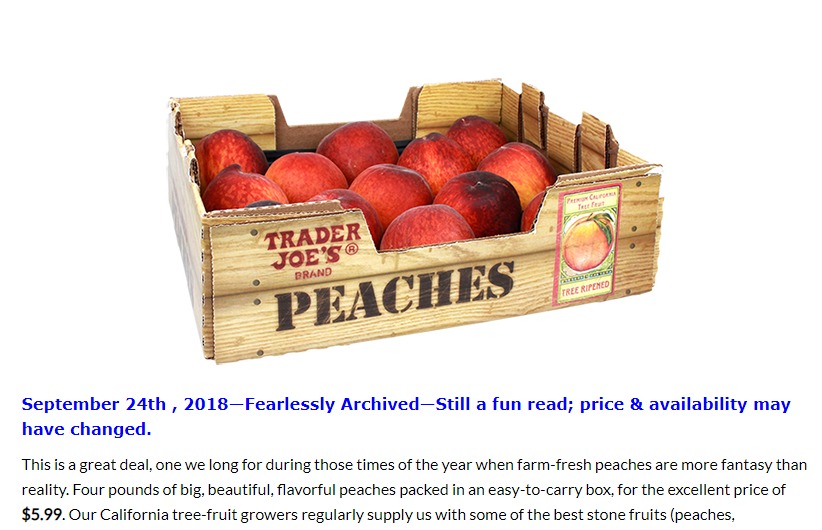 TRADER
JOE'S®
BRAND
PEACHES
PREMIUM CALIFORNIA
TREE FRUIT
TREE RIPENED
September 24th , 2018—Fearlessly Archived—Still a fun read; price & availability may
have changed.
This is a great deal, one we long for during those times of the year when farm-fresh peaches are more fantasy than
reality. Four pounds of big, beautiful, flavorful peaches packed in an easy-to-carry box, for the excellent price of
$5.99. Our California tree-fruit growers regularly supply us with some of the best stone fruits (peaches,